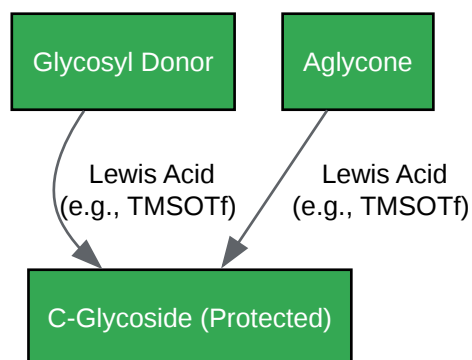 Glycosyl Donor
Aglycone
Lewis Acid
(e.g., TMSOTf)
Lewis Acid
(e.g., TMSOTf)
C-Glycoside (Protected)